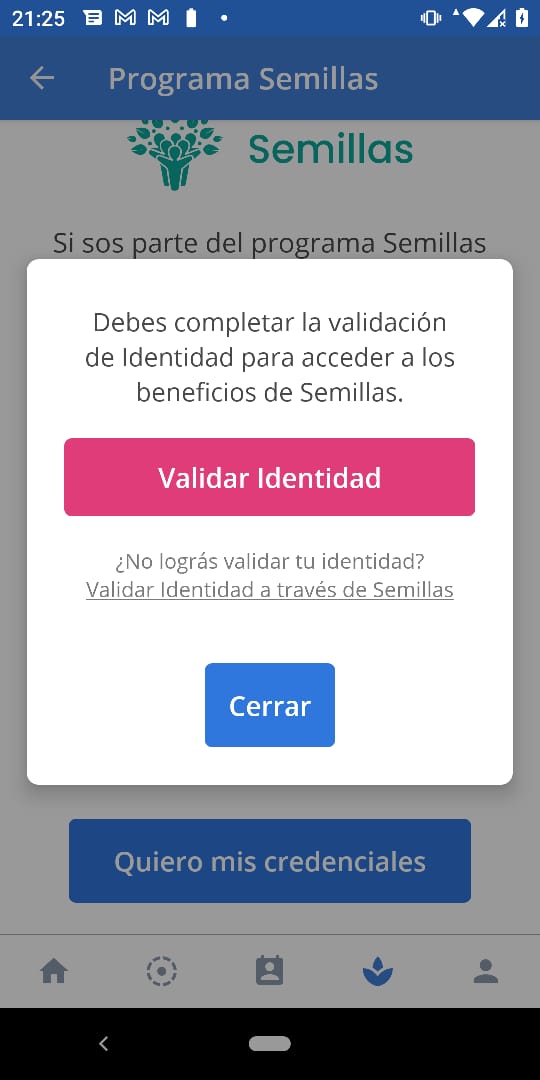 21:25
Programa Semillas
Semillas
Si sos parte del programa Semillas
Debes completar la validación
de Identidad para acceder a los
beneficios de Semillas.
Validar Identidad
¿No lográs validar tu identidad?
Validar Identidad a través de Semillas
Cerrar
Quiero mis credenciales